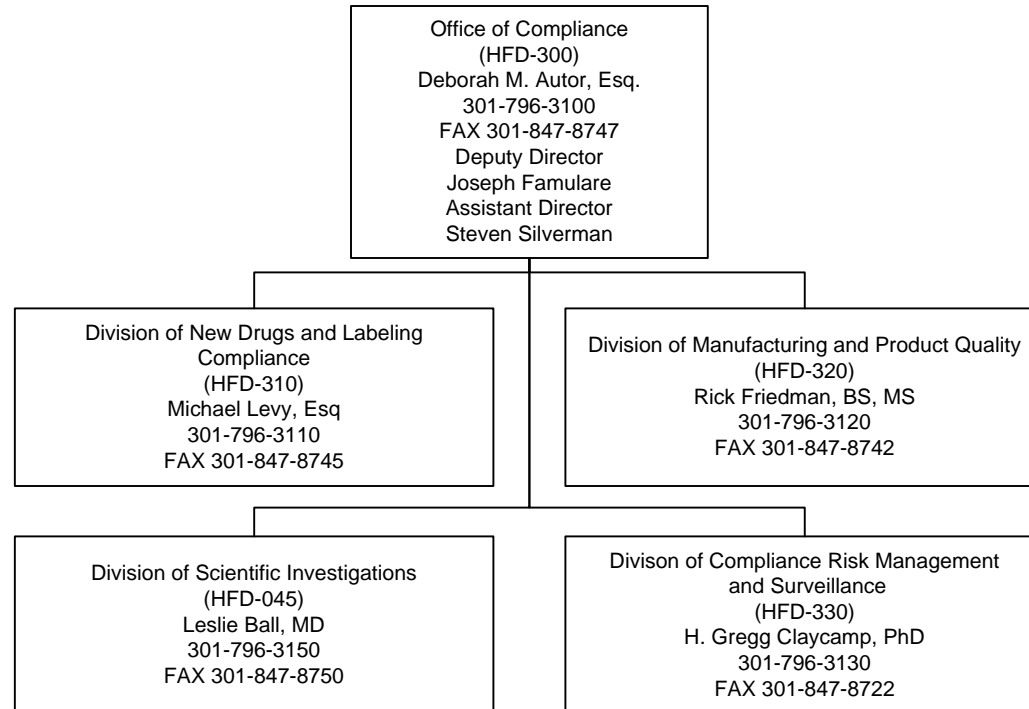 Office of Compliance
(HFD-300)
Deborah M. Autor, Esq.
301-796-3100
FAX 301-847-8747
Deputy Director
Joseph Famulare
Assistant Director
Steven Silverman
Division of New Drugs and Labeling
Compliance
(HFD-310)
Michael Levy, Esq
301-796-3110
FAX 301-847-8745
Division of Manufacturing and Product Quality
(HFD-320)
Rick Friedman, BS, MS
301-796-3120
FAX 301-847-8742
Division of Scientific Investigations
(HFD-045)
Leslie Ball, MD
301-796-3150
FAX 301-847-8750
Divison of Compliance Risk Management
and Surveillance
(HFD-330)
H. Gregg Claycamp, PhD
301-796-3130
FAX 301-847-8722